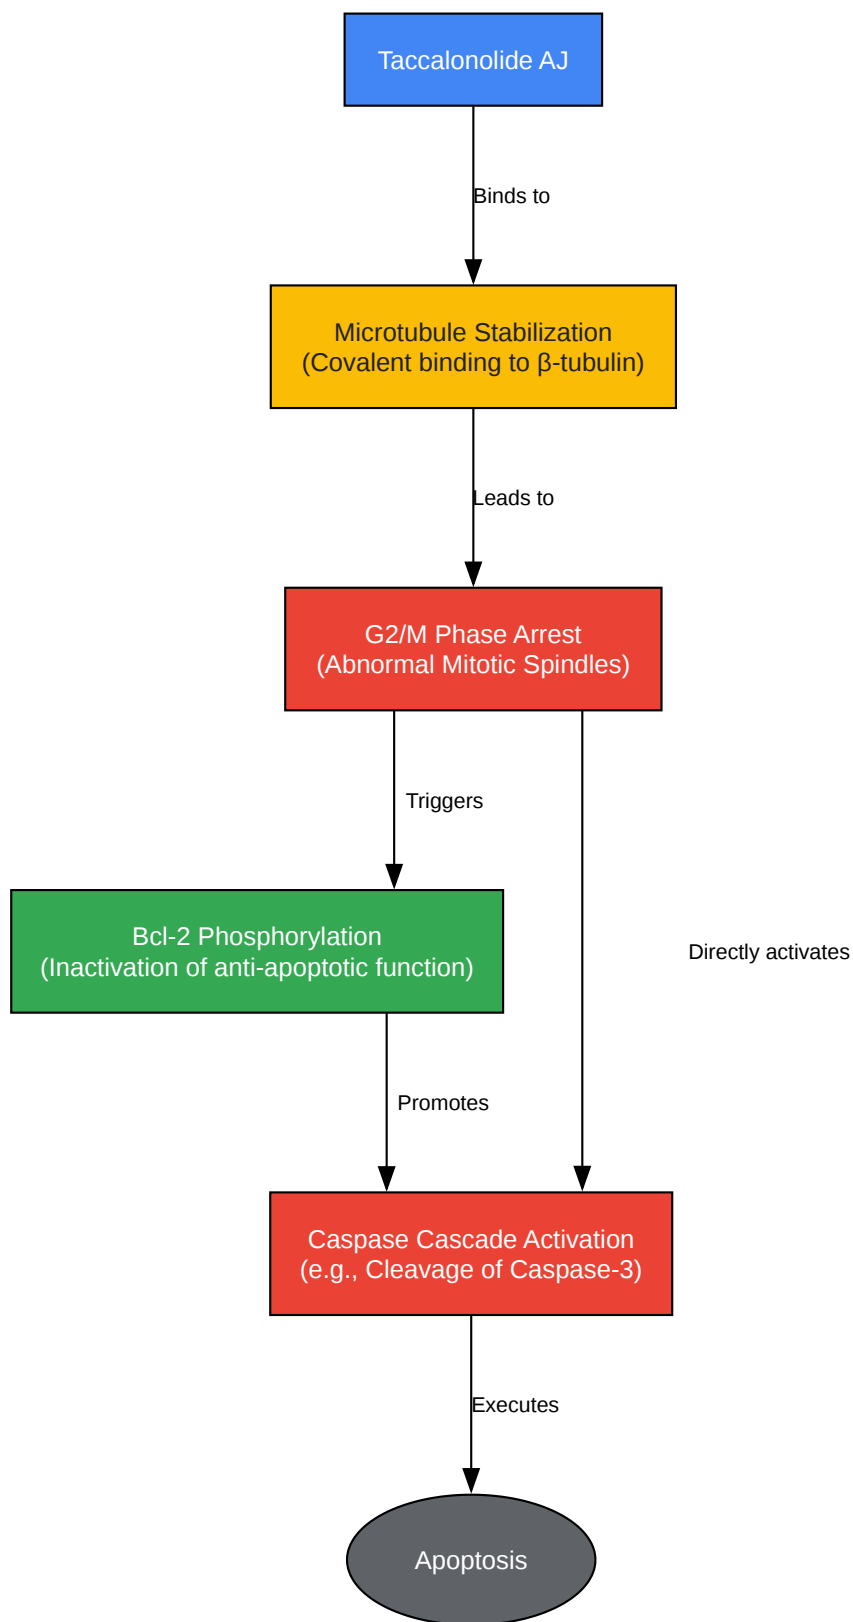 Taccalonolide AJ
Binds to
Microtubule Stabilization
(Covalent binding to β-tubulin)
Leads to
G2/M Phase Arrest
(Abnormal Mitotic Spindles)
Triggers
Bcl-2 Phosphorylation
(Inactivation of anti-apoptotic function)
Directly activates
Promotes
Caspase Cascade Activation
(e.g., Cleavage of Caspase-3)
Executes
Apoptosis